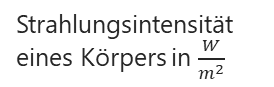 Strahlungsintensität
eines Körpers in W/m²